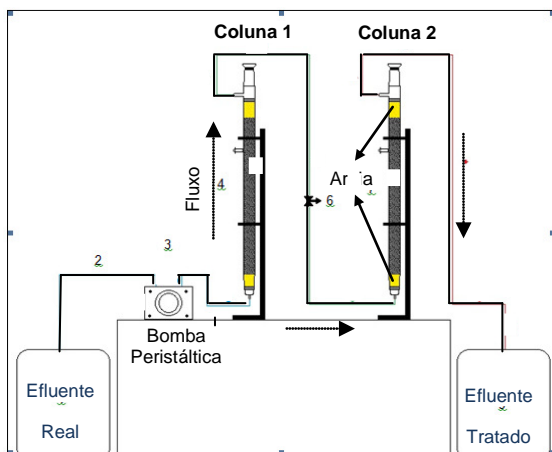 Coluna 1
Coluna 2
Fluxo
4
6
3
2
Bomba
Peristáltica
Efluente
Real
Efluente
Tratado